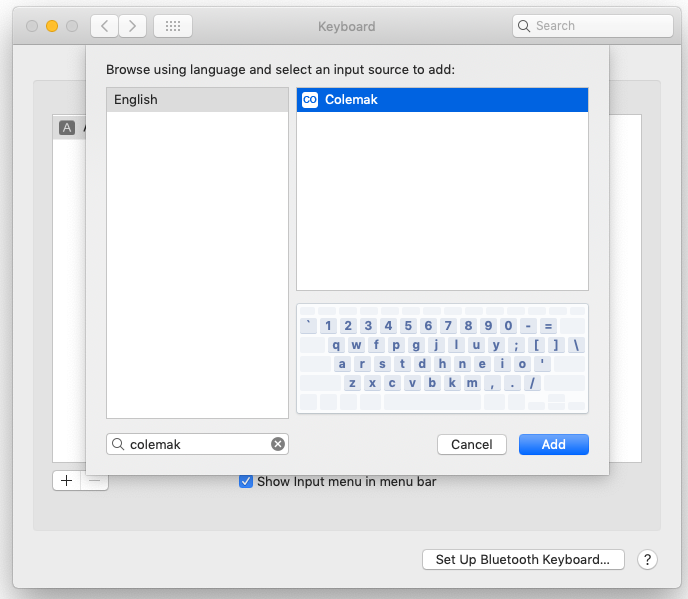 Keyboard
Search
Browse using language and select an input source to add:
English
CO Colemak
A
` 1 2 3 4 5 6 7 8 9 0 - =
q w f p g j l u y ; [ ] \
a r s t d h n e i o '
z x c v b k m , . /
colemak
Cancel
Add
+ −
Show Input menu in menu bar
Set Up Bluetooth Keyboard...
?